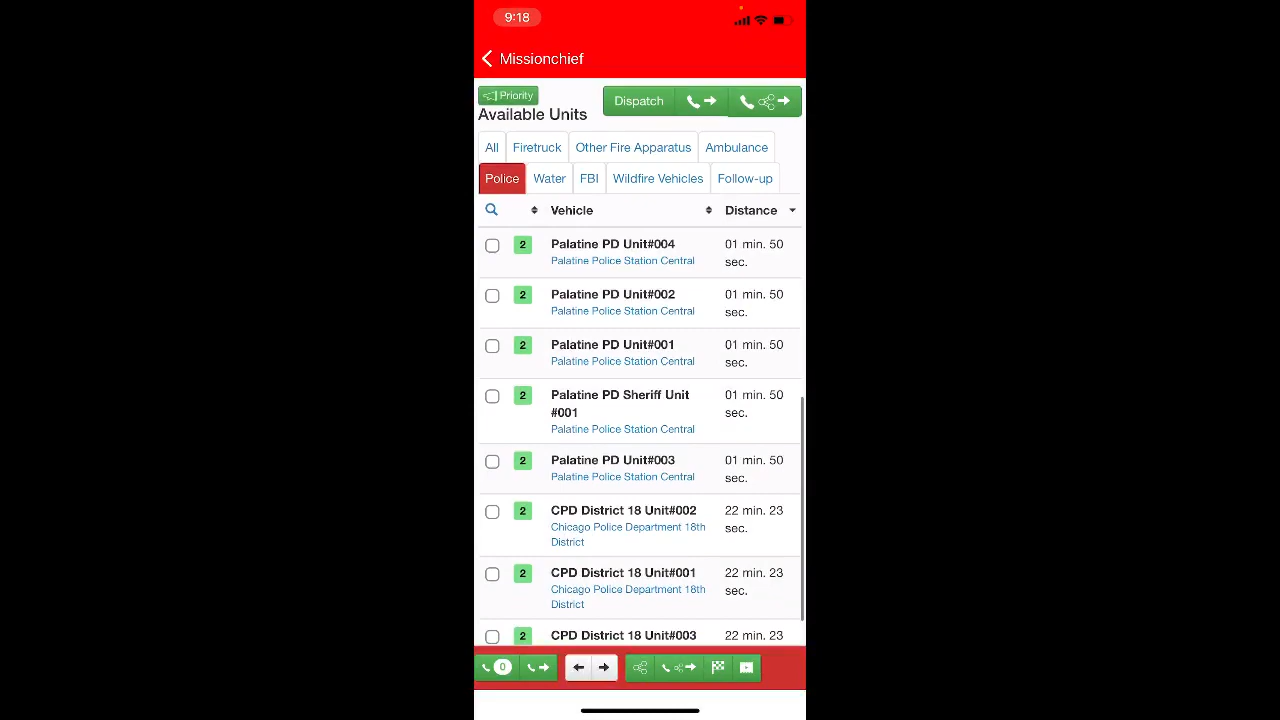 9:18
Missionchief
Priority
Available Units
Dispatch
All
Firetruck
Other Fire Apparatus
Ambulance
Police
Water
FBI
Wildfire Vehicles
Follow-up
Vehicle
Distance
2
Palatine PD Unit#004
Palatine Police Station Central
01 min. 50
sec.
2
Palatine PD Unit#002
Palatine Police Station Central
01 min. 50
sec.
2
Palatine PD Unit#001
Palatine Police Station Central
01 min. 50
sec.
2
Palatine PD Sheriff Unit
#001
Palatine Police Station Central
01 min. 50
sec.
2
Palatine PD Unit#003
Palatine Police Station Central
01 min. 50
sec.
2
CPD District 18 Unit#002
Chicago Police Department 18th
District
22 min. 23
sec.
2
CPD District 18 Unit#001
Chicago Police Department 18th
District
22 min. 23
sec.
2
CPD District 18 Unit#003
22 min. 23
0